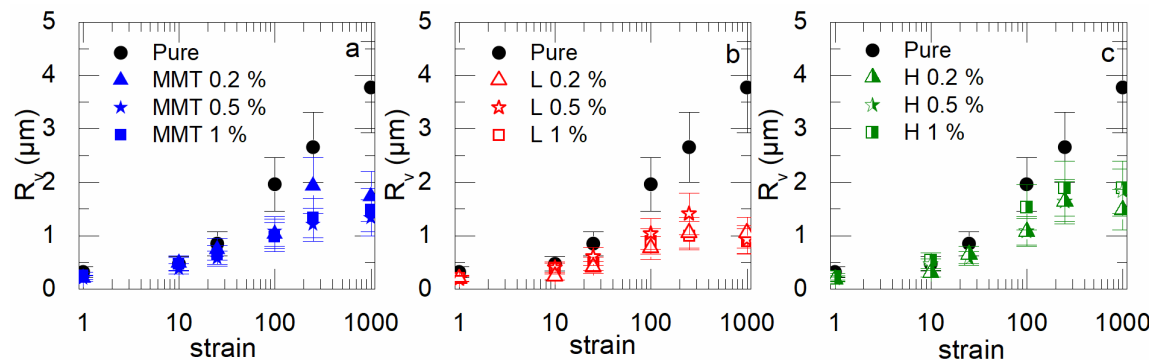 5
a
Pure
MMT 0.2 %
4
MMT 0.5 %
MMT 1 %
3
2
1
0
R_v (μm)
1 10 100 1000
strain
5
b
Pure
L 0.2 %
4
L 0.5 %
L 1 %
3
2
1
0
R_v (μm)
1 10 100 1000
strain
5
c
Pure
H 0.2 %
4
H 0.5 %
H 1 %
3
2
1
0
R_v (μm)
1 10 100 1000
strain